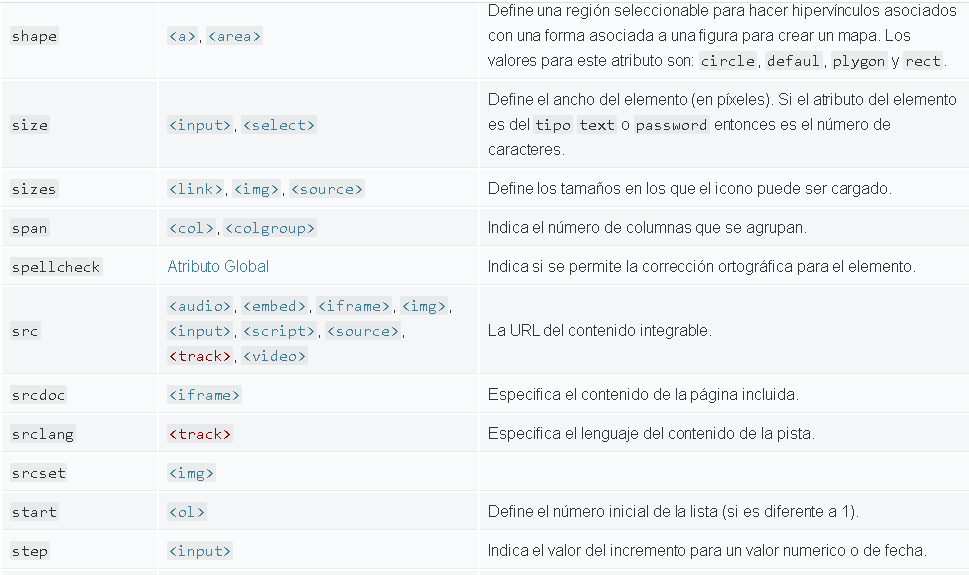 shape <a>, <area> Define una región seleccionable para hacer hipervínculos asociados
con una forma asociada a una figura para crear un mapa. Los
valores para este atributo son: circle, defaul, plygon y rect.
size <input>, <select> Define el ancho del elemento (en píxeles). Si el atributo del elemento
es del tipo text o password entonces es el número de
caracteres.
sizes <link>, <img>, <source> Define los tamaños en los que el icono puede ser cargado.
span <col>, <colgroup> Indica el número de columnas que se agrupan.
spellcheck Atributo Global Indica si se permite la corrección ortográfica para el elemento.
src <audio>, <embed>, <iframe>, <img>,
<input>, <script>, <source>,
<track>, <video> La URL del contenido integrable.
srcdoc <iframe> Especifica el contenido de la página incluida.
srclang <track> Especifica el lenguaje del contenido de la pista.
srcset <img>
start <ol> Define el número inicial de la lista (si es diferente a 1).
step <input> Indica el valor del incremento para un valor numerico o de fecha.